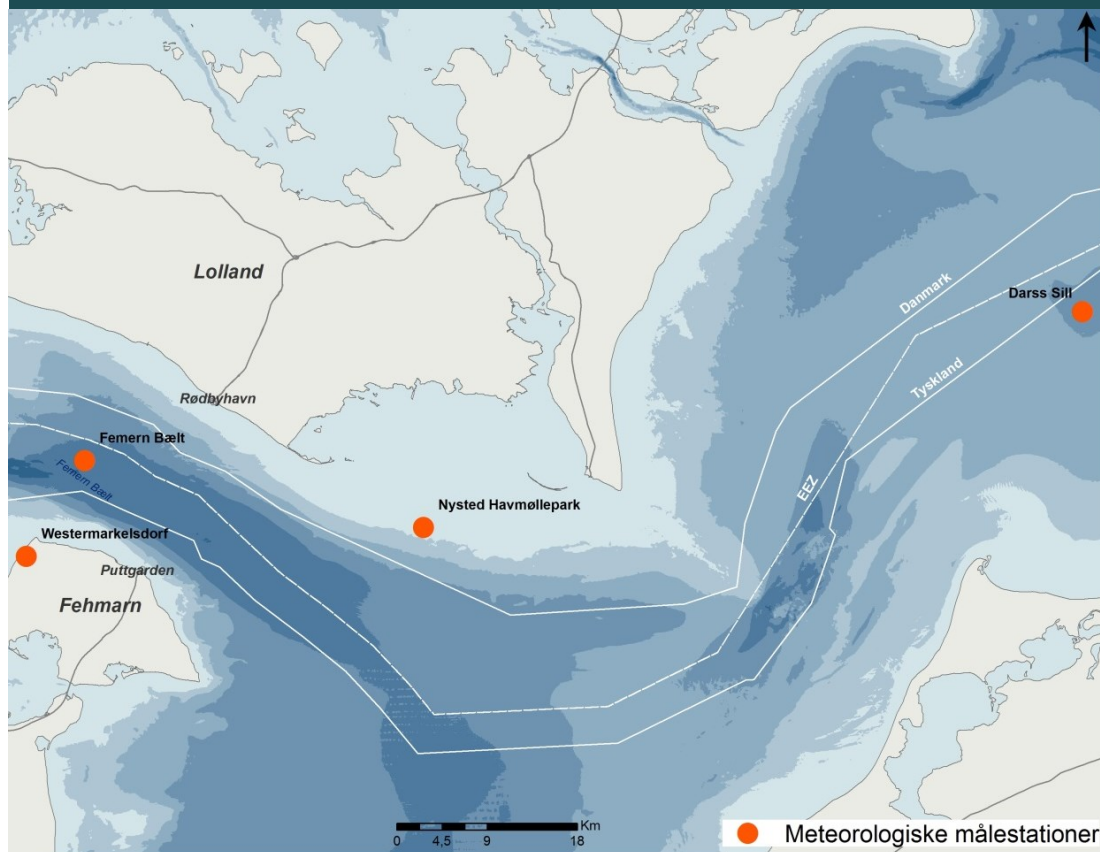 Lolland
Danmark
Darss Sill
Tyskland
Rødbyhavn
Femern Bælt
Femern Bælt
EEZ
Nysted Havmøllepark
Westermarkelsdorf
Puttgarden
Fehmarn
Km
0 4,5 9 18
Meteorologiske målestationer